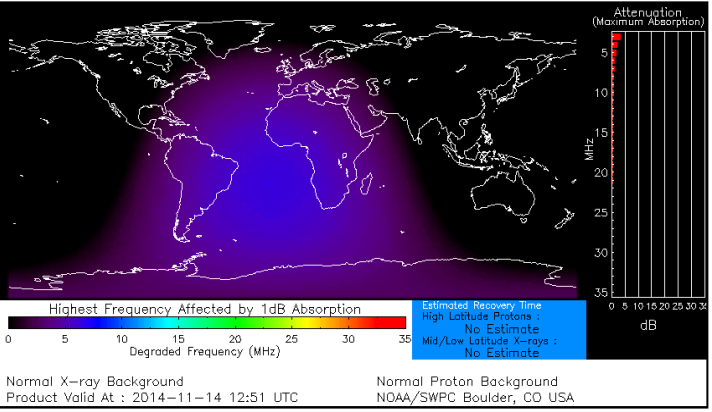 Attenuation
(Maximum Absorption)
5
10
15
20
25
30
35
MHz
0 5 10 15 20 25 30 35
dB
Highest Frequency Affected by 1dB Absorption
0 5 10 15 20 25 30 35
Degraded Frequency (MHz)
Estimated Recovery Time
High Latitude Protons :
No Estimate
Mid/Low Latitude X-rays :
No Estimate
Normal X-ray Background
Product Valid At : 2014-11-14 12:51 UTC
Normal Proton Background
NOAA/SWPC Boulder, CO USA